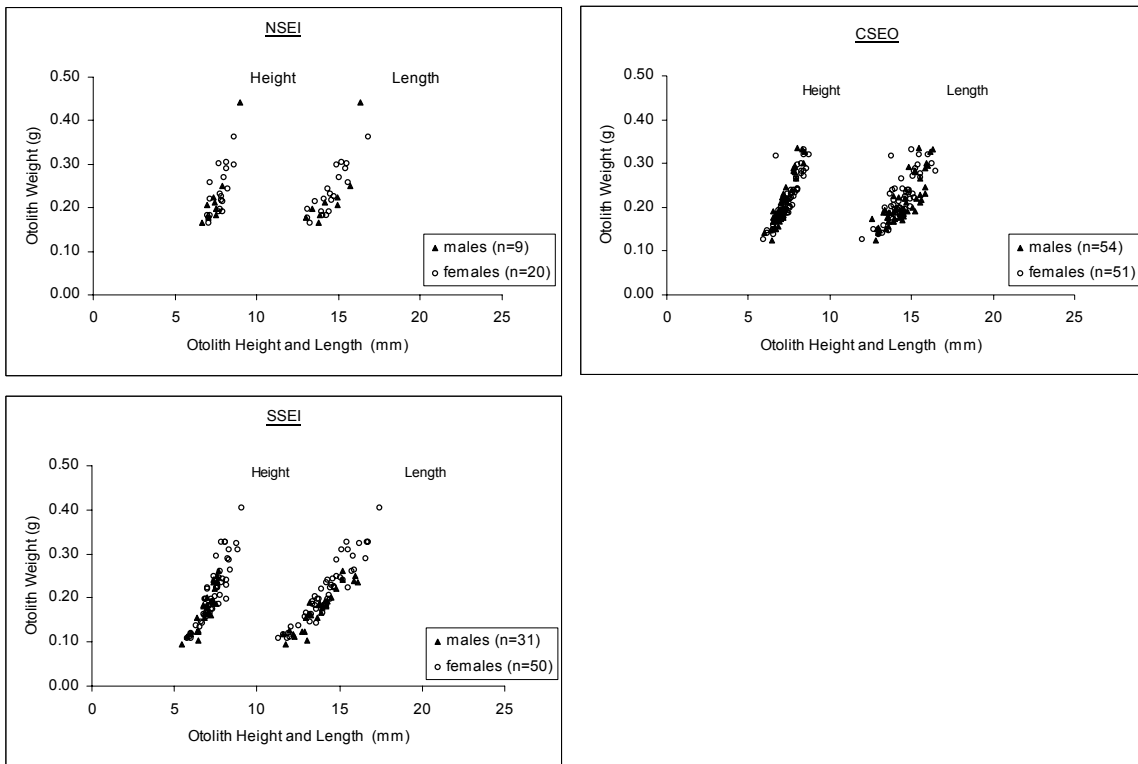 NSEI
Height Length
Otolith Weight (g)
0.50
0.40
0.30
0.20
0.10
0.00
0 5 10 15 20 25
Otolith Height and Length (mm)
males (n=9)
females (n=20)
CSEO
Height Length
Otolith Weight (g)
0.50
0.40
0.30
0.20
0.10
0.00
0 5 10 15 20 25
Otolith Height and Length (mm)
males (n=54)
females (n=51)
SSEI
Height Length
Otolith Weight (g)
0.50
0.40
0.30
0.20
0.10
0.00
0 5 10 15 20 25
Otolith Height and Length (mm)
males (n=31)
females (n=50)